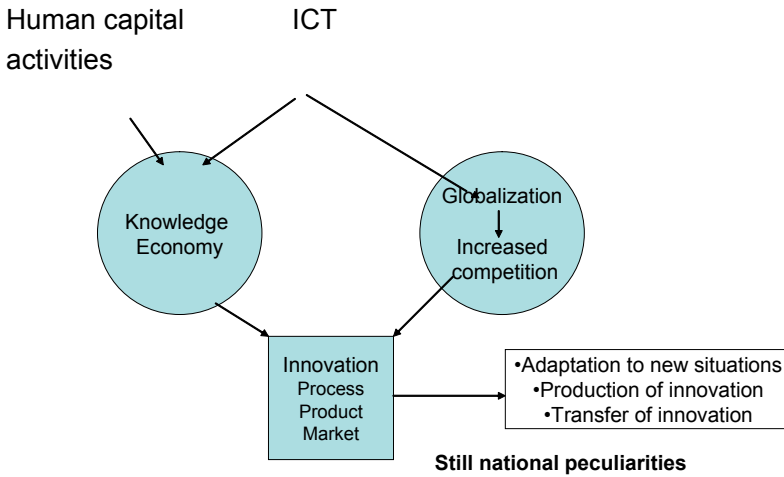 Human capital
activities
ICT
Knowledge
Economy
Globalization
Increased
competition
Innovation
Process
Product
Market
•Adaptation to new situations
•Production of innovation
•Transfer of innovation
Still national peculiarities